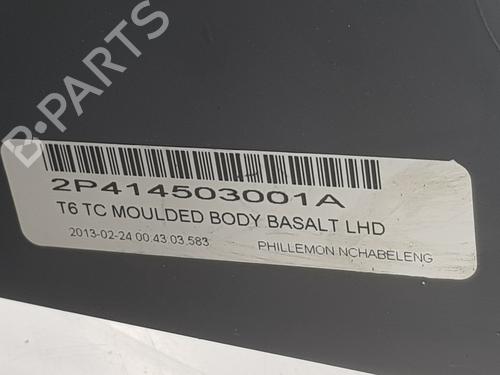 B-PARTS
2P414503001A
T6 TC MOULDED BODY BASALT LHD
2013-02-24 00.43.03.583 PHILLEMON NCHABELENG